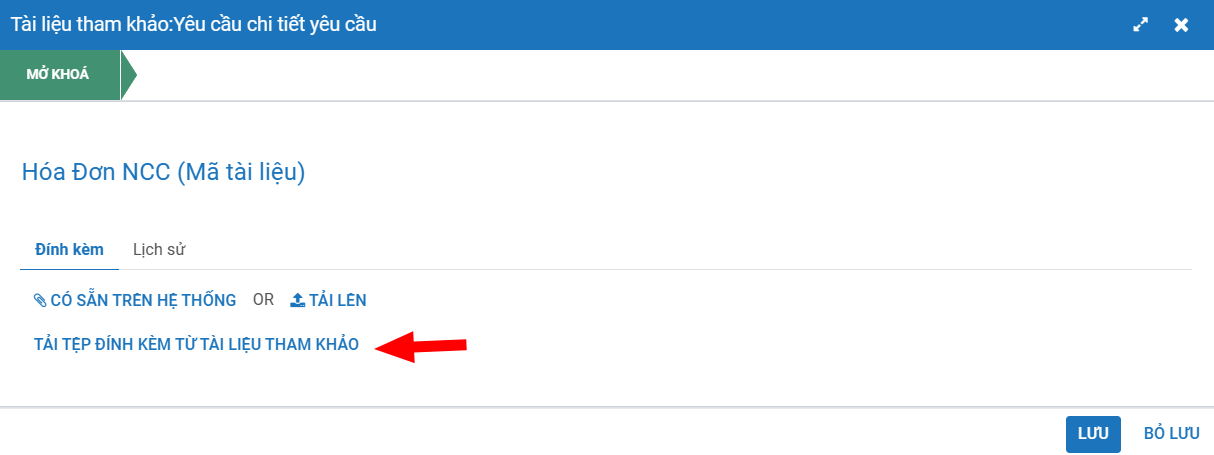 Tài liệu tham khảo:Yêu cầu chi tiết yêu cầu
MỞ KHOÁ
Hóa Đơn NCC (Mã tài liệu)
Đính kèm Lịch sử
CÓ SẴN TRÊN HỆ THỐNG OR TẢI LÊN
TẢI TỆP ĐÍNH KÈM TỪ TÀI LIỆU THAM KHẢO
LƯU BỎ LƯU